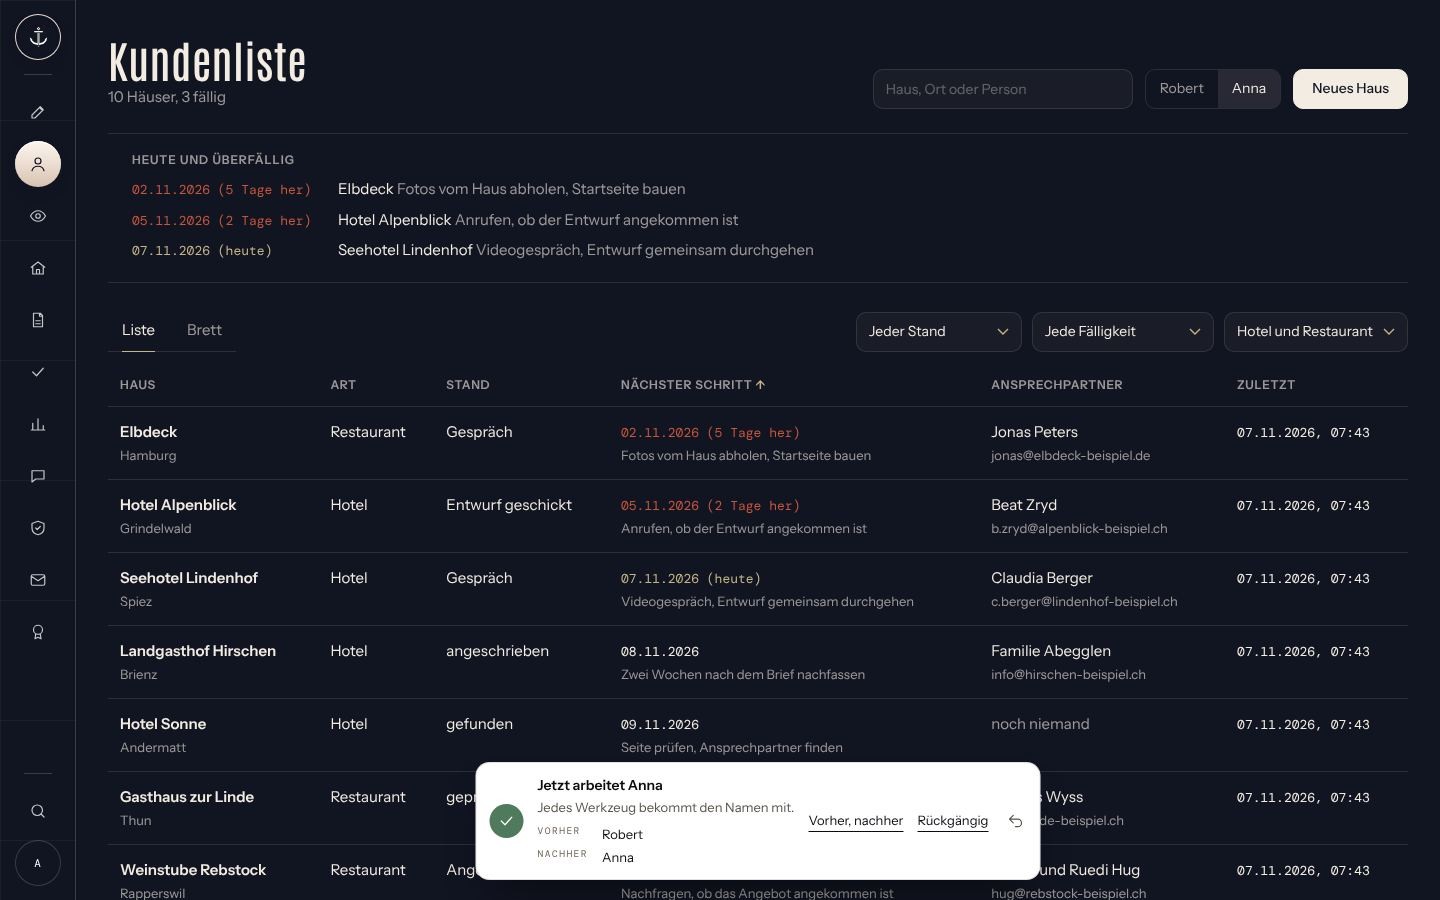 Kundenliste
10 Häuser, 3 fällig
Haus, Ort oder Person
Robert Anna
Neues Haus
HEUTE UND ÜBERFÄLLIG
02.11.2026 (5 Tage her) Elbdeck Fotos vom Haus abholen, Startseite bauen
05.11.2026 (2 Tage her) Hotel Alpenblick Anrufen, ob der Entwurf angekommen ist
07.11.2026 (heute) Seehotel Lindenhof Videogespräch, Entwurf gemeinsam durchgehen
Liste Brett
Jeder Stand Jede Fälligkeit Hotel und Restaurant
HAUS ART STAND NÄCHSTER SCHRITT ↑ ANSPRECHPARTNER ZULETZT
Elbdeck Restaurant Gespräch 02.11.2026 (5 Tage her) Jonas Peters 07.11.2026, 07:43
Hamburg Fotos vom Haus abholen, Startseite bauen jonas@elbdeck-beispiel.de
Hotel Alpenblick Hotel Entwurf geschickt 05.11.2026 (2 Tage her) Beat Zryd 07.11.2026, 07:43
Grindelwald Anrufen, ob der Entwurf angekommen ist b.zryd@alpenblick-beispiel.ch
Seehotel Lindenhof Hotel Gespräch 07.11.2026 (heute) Claudia Berger 07.11.2026, 07:43
Spiez Videogespräch, Entwurf gemeinsam durchgehen c.berger@lindenhof-beispiel.ch
Landgasthof Hirschen Hotel angeschrieben 08.11.2026 Familie Abegglen 07.11.2026, 07:43
Brienz Zwei Wochen nach dem Brief nachfassen info@hirschen-beispiel.ch
Hotel Sonne Hotel gefunden 09.11.2026 noch niemand 07.11.2026, 07:43
Andermatt Seite prüfen, Ansprechpartner finden
Gasthaus zur Linde Restaurant Wyss 07.11.2026, 07:43
Thun
Weinstube Rebstock Restaurant und Ruedi Hug 07.11.2026, 07:43
Rapperswil Nachfragen, ob das Angebot angekommen ist hug@rebstock-beispiel.ch
Jetzt arbeitet Anna
Jedes Werkzeug bekommt den Namen mit.
VORHER Robert
NACHHER Anna
Vorher, nachher Rückgängig
A